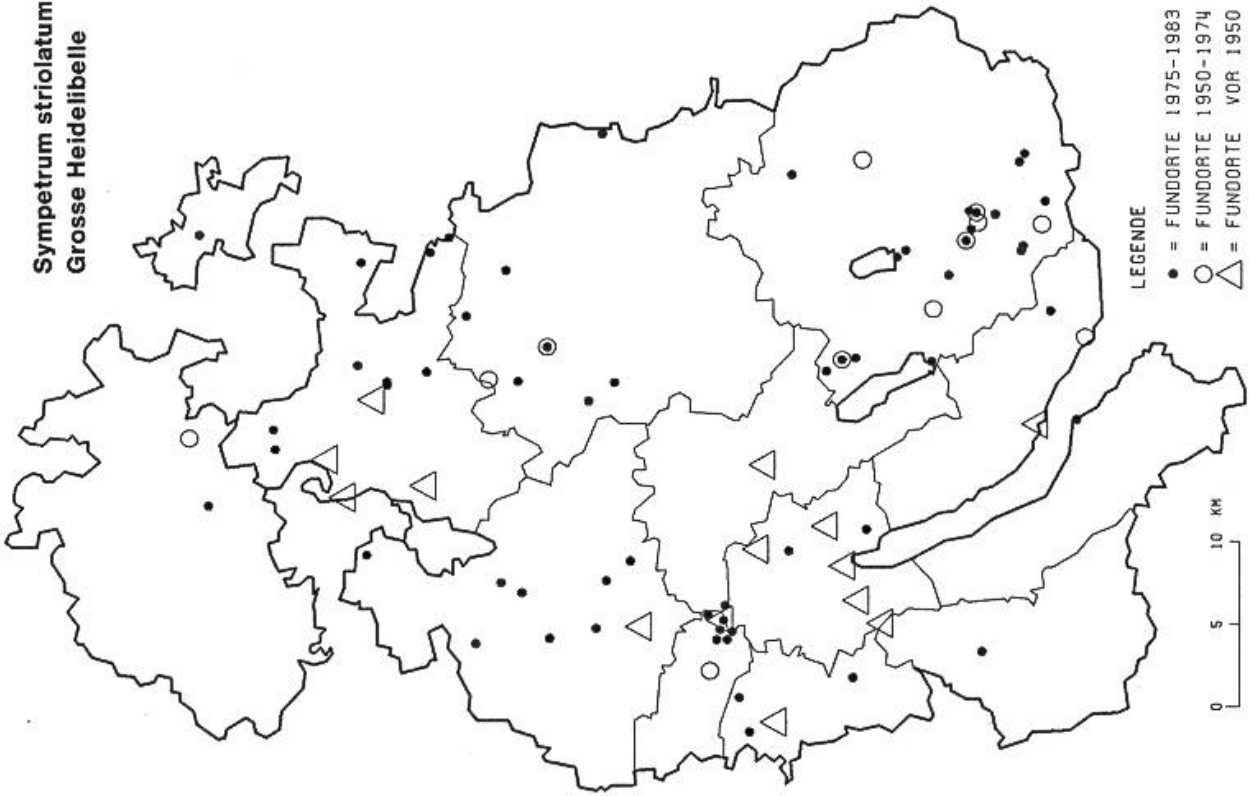 Sympetrum striolatum
Grosse Heidelibelle
LEGENDE
● = FUNDORTE 1975-1983
○ = FUNDORTE 1950-1974
△ = FUNDORTE VOR 1950
0 5 10 KM